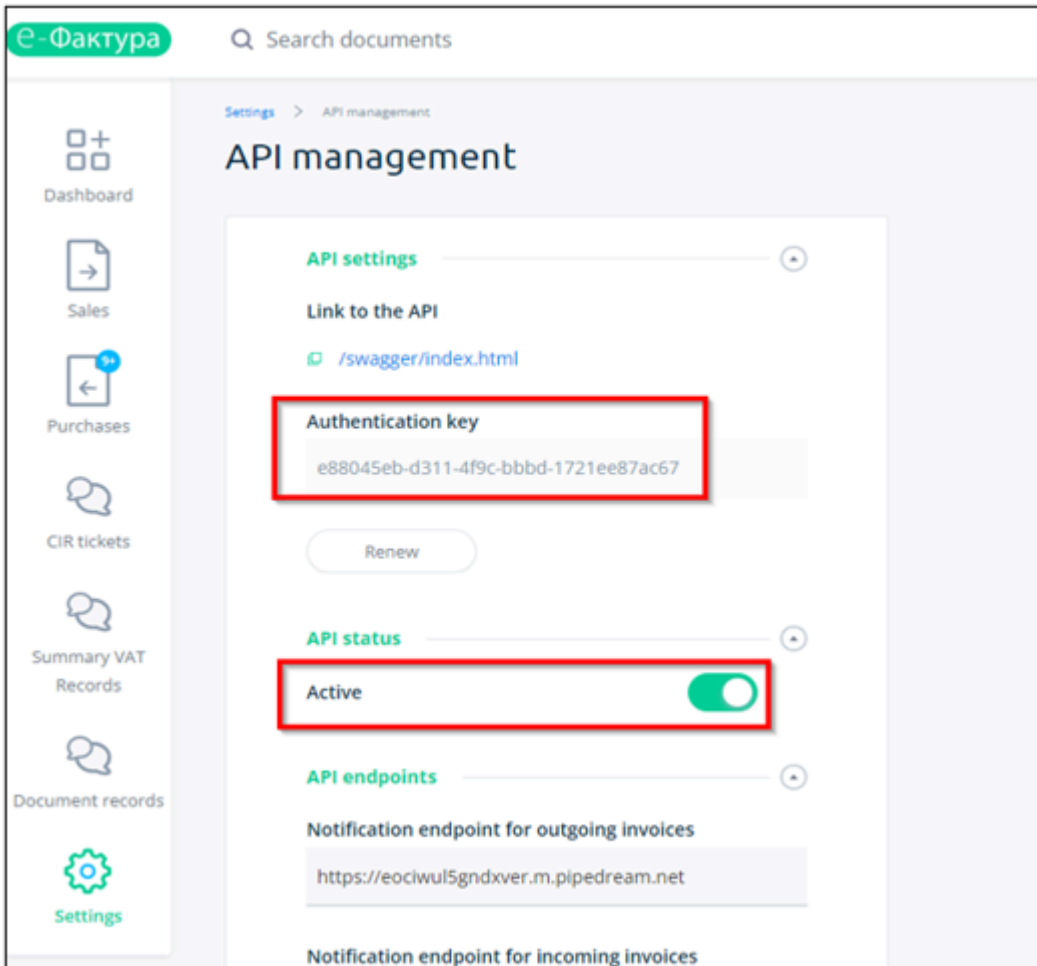 е-Фактура
Search documents
Settings > API management
API management
Dashboard
Sales
9+
Purchases
CIR tickets
Summary VAT
Records
Document records
Settings
API settings
Link to the API
/swagger/index.html
Authentication key
e88045eb-d311-4f9c-bbbd-1721ee87ac67
Renew
API status
Active
API endpoints
Notification endpoint for outgoing invoices
https://eociwul5gndxver.m.pipedream.net
Notification endpoint for incoming invoices